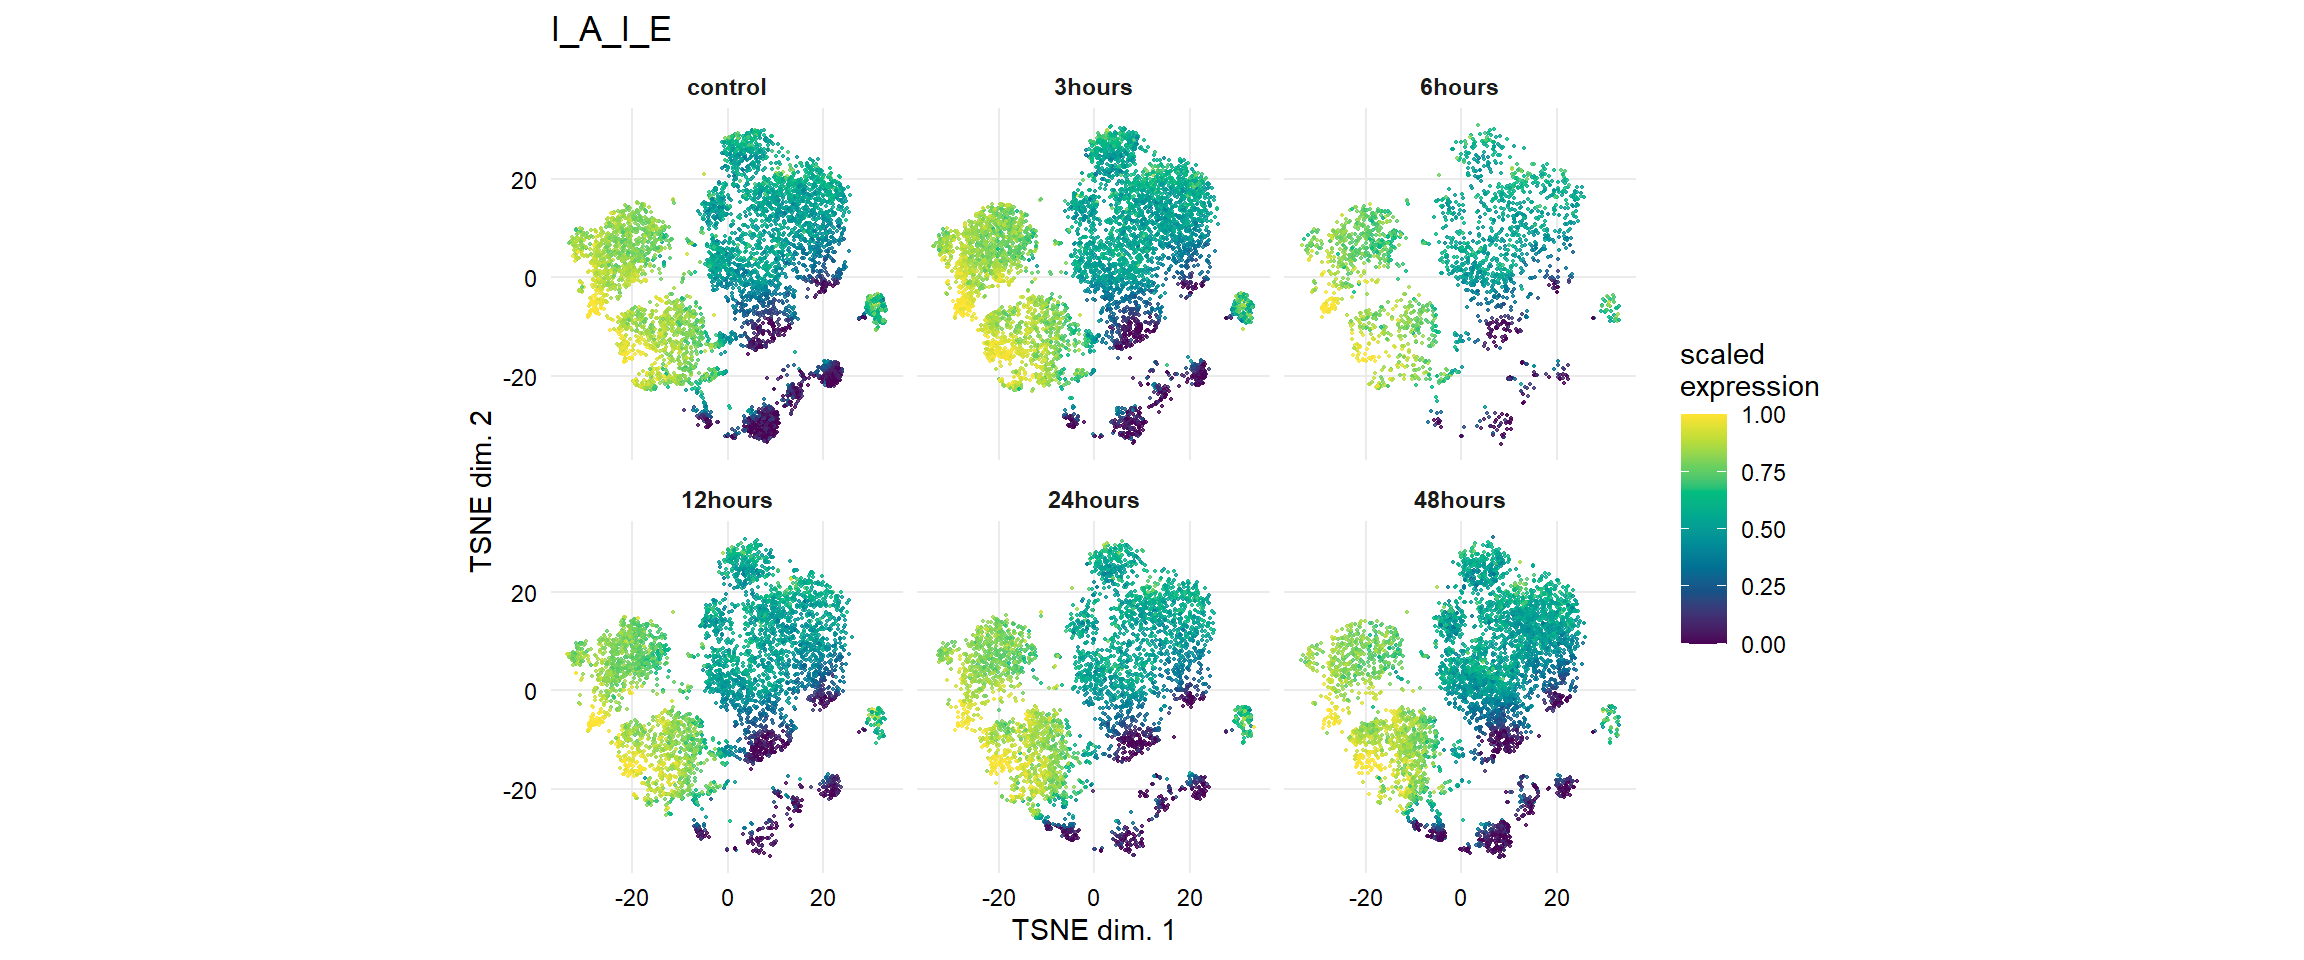 I_A_I_E
control
3hours
6hours
20
0
-20
12hours
24hours
48hours
20
0
-20
-20 0 20
-20 0 20
-20 0 20
TSNE dim. 1
TSNE dim. 2
scaled
expression
1.00
0.75
0.50
0.25
0.00